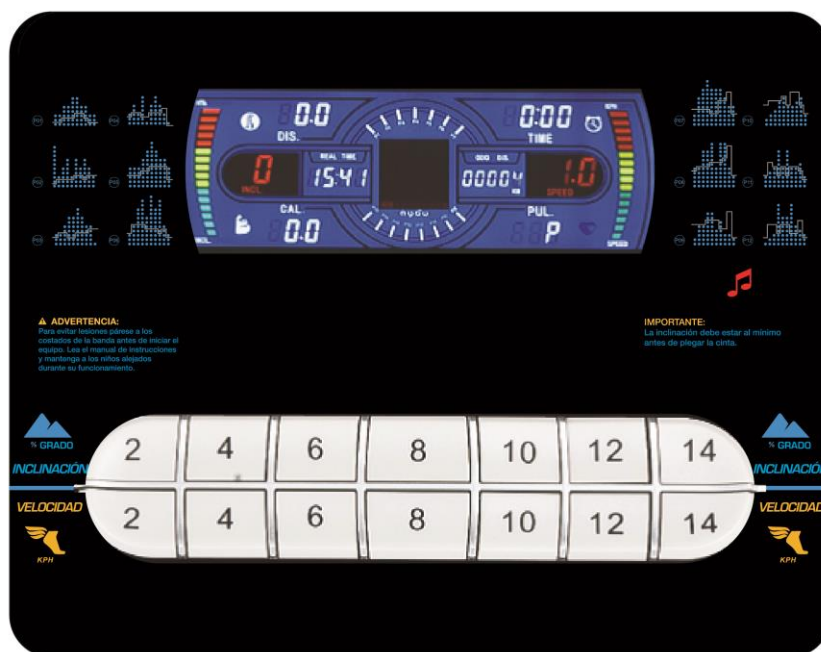 0.0
DIS.
0:00
TIME
0
INCL.
REAL TIME
15:41
1.0
SPEED
KM
CAL.
0.0
PUL.
P
INCL.
SPEED
ADVERTENCIA:
Para evitar lesiones párese a los
costados de la banda antes de iniciar el
equipo. Lea el manual de instrucciones
y mantenga a los niños alejados
durante su funcionamiento.
IMPORTANTE:
La inclinación debe estar al mínimo
antes de plegar la cinta.
% GRADO
INCLINACIÓN
2 4 6 8 10 12 14
% GRADO
INCLINACIÓN
VELOCIDAD
KPH
2 4 6 8 10 12 14
VELOCIDAD
KPH